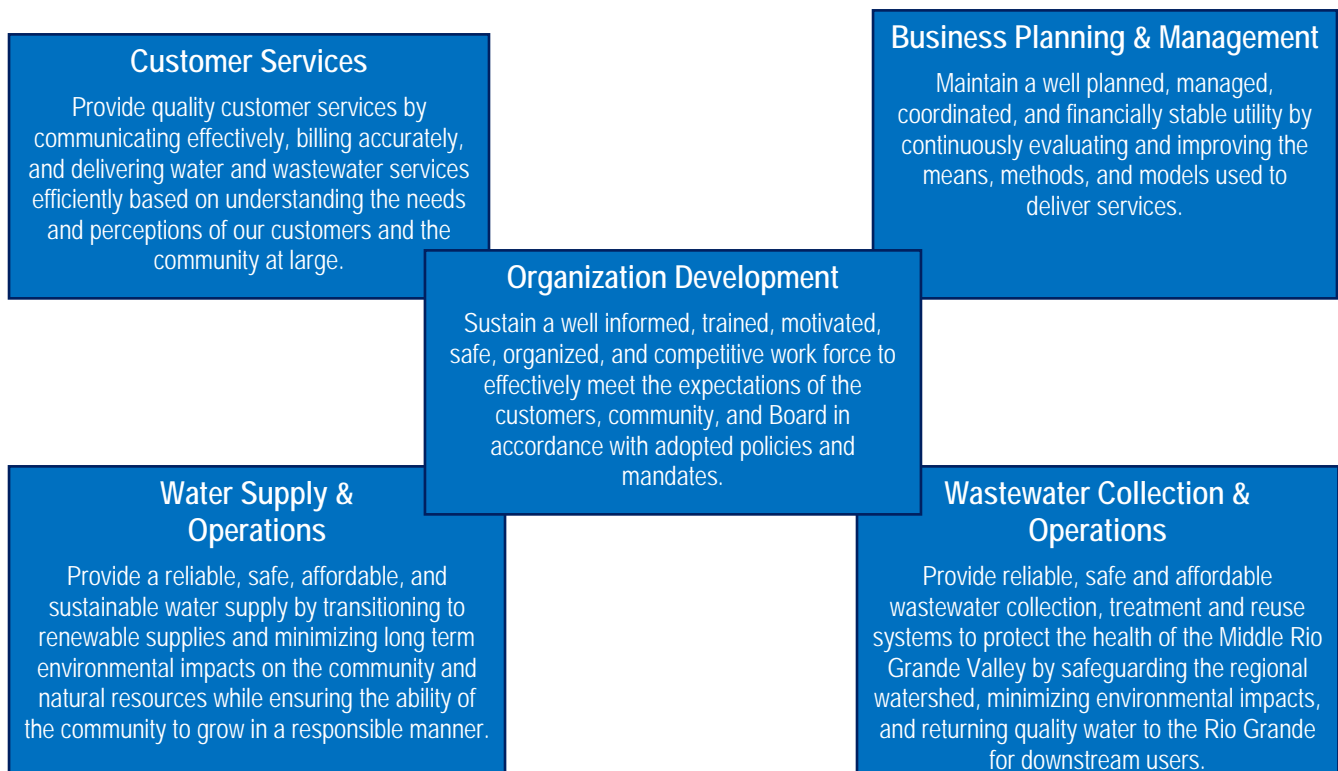 Customer Services
Provide quality customer services by
communicating effectively, billing accurately,
and delivering water and wastewater services
efficiently based on understanding the needs
and perceptions of our customers and the
community at large.
Business Planning & Management
Maintain a well planned, managed,
coordinated, and financially stable utility by
continuously evaluating and improving the
means, methods, and models used to
deliver services.
Organization Development
Sustain a well informed, trained, motivated,
safe, organized, and competitive work force to
effectively meet the expectations of the
customers, community, and Board in
accordance with adopted policies and
mandates.
Water Supply &
Operations
Provide a reliable, safe, affordable, and
sustainable water supply by transitioning to
renewable supplies and minimizing long term
environmental impacts on the community and
natural resources while ensuring the ability of
the community to grow in a responsible manner.
Wastewater Collection &
Operations
Provide reliable, safe and affordable
wastewater collection, treatment and reuse
systems to protect the health of the Middle Rio
Grande Valley by safeguarding the regional
watershed, minimizing environmental impacts,
and returning quality water to the Rio Grande
for downstream users.